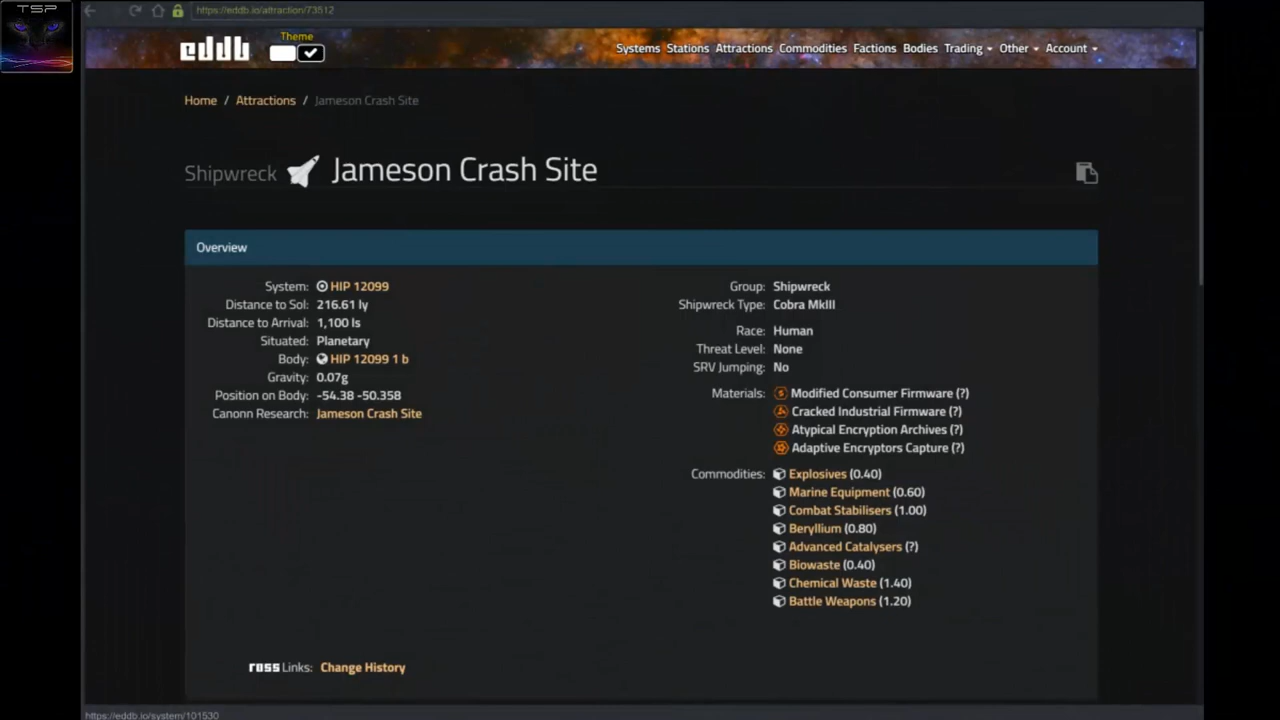 TSP
https://eddb.io/attraction/73512
eddb
Theme
Systems Stations Attractions Commodities Factions Bodies Trading Other Account
Home / Attractions / Jameson Crash Site
Shipwreck Jameson Crash Site
Overview
System: HIP 12099
Distance to Sol: 216.61 ly
Distance to Arrival: 1,100 ls
Situated: Planetary
Body: HIP 12099 1 b
Gravity: 0.07g
Position on Body: -54.38 -50.358
Canonn Research: Jameson Crash Site
Group: Shipwreck
Shipwreck Type: Cobra MkIII
Race: Human
Threat Level: None
SRV Jumping: No
Materials: Modified Consumer Firmware (?)
Cracked Industrial Firmware (?)
Atypical Encryption Archives (?)
Adaptive Encryptors Capture (?)
Commodities: Explosives (0.40)
Marine Equipment (0.60)
Combat Stabilisers (1.00)
Beryllium (0.80)
Advanced Catalysers (?)
Biowaste (0.40)
Chemical Waste (1.40)
Battle Weapons (1.20)
ross Links: Change History
https://eddb.io/system/101530